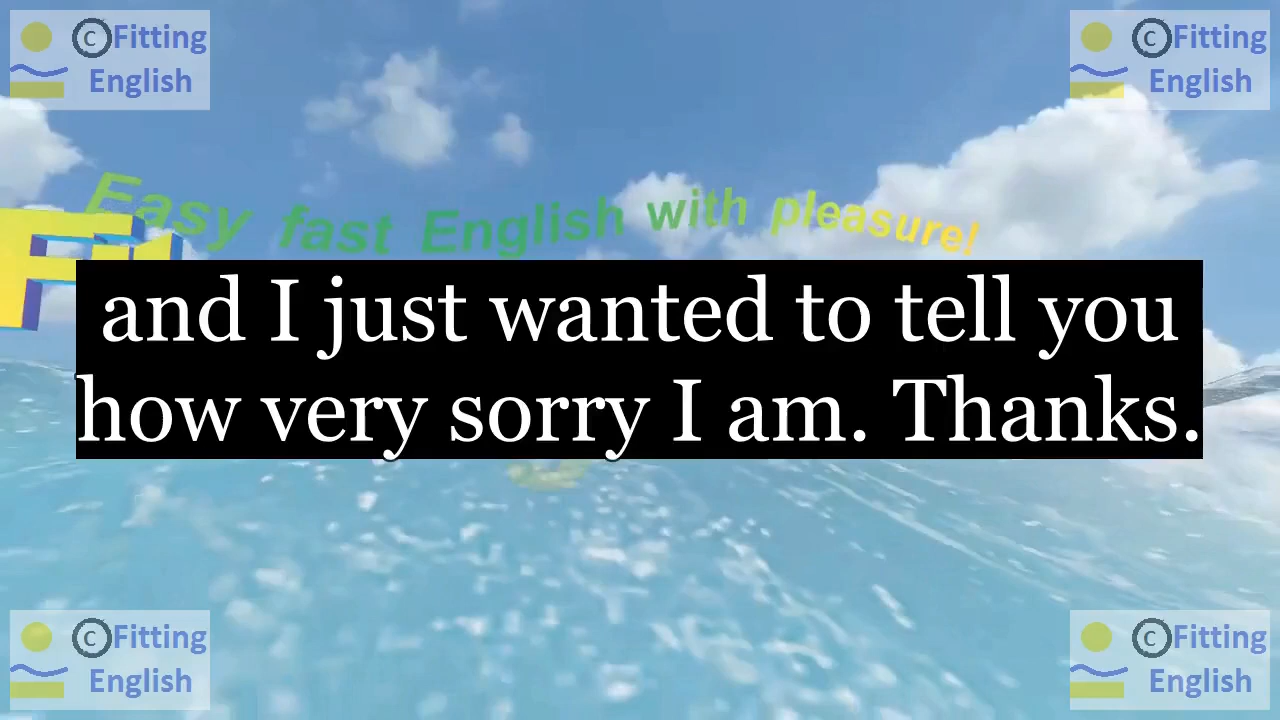 ©Fitting
English
©Fitting
English
Easy fast English with pleasure!
and I just wanted to tell you
how very sorry I am. Thanks.
©Fitting
English
©Fitting
English